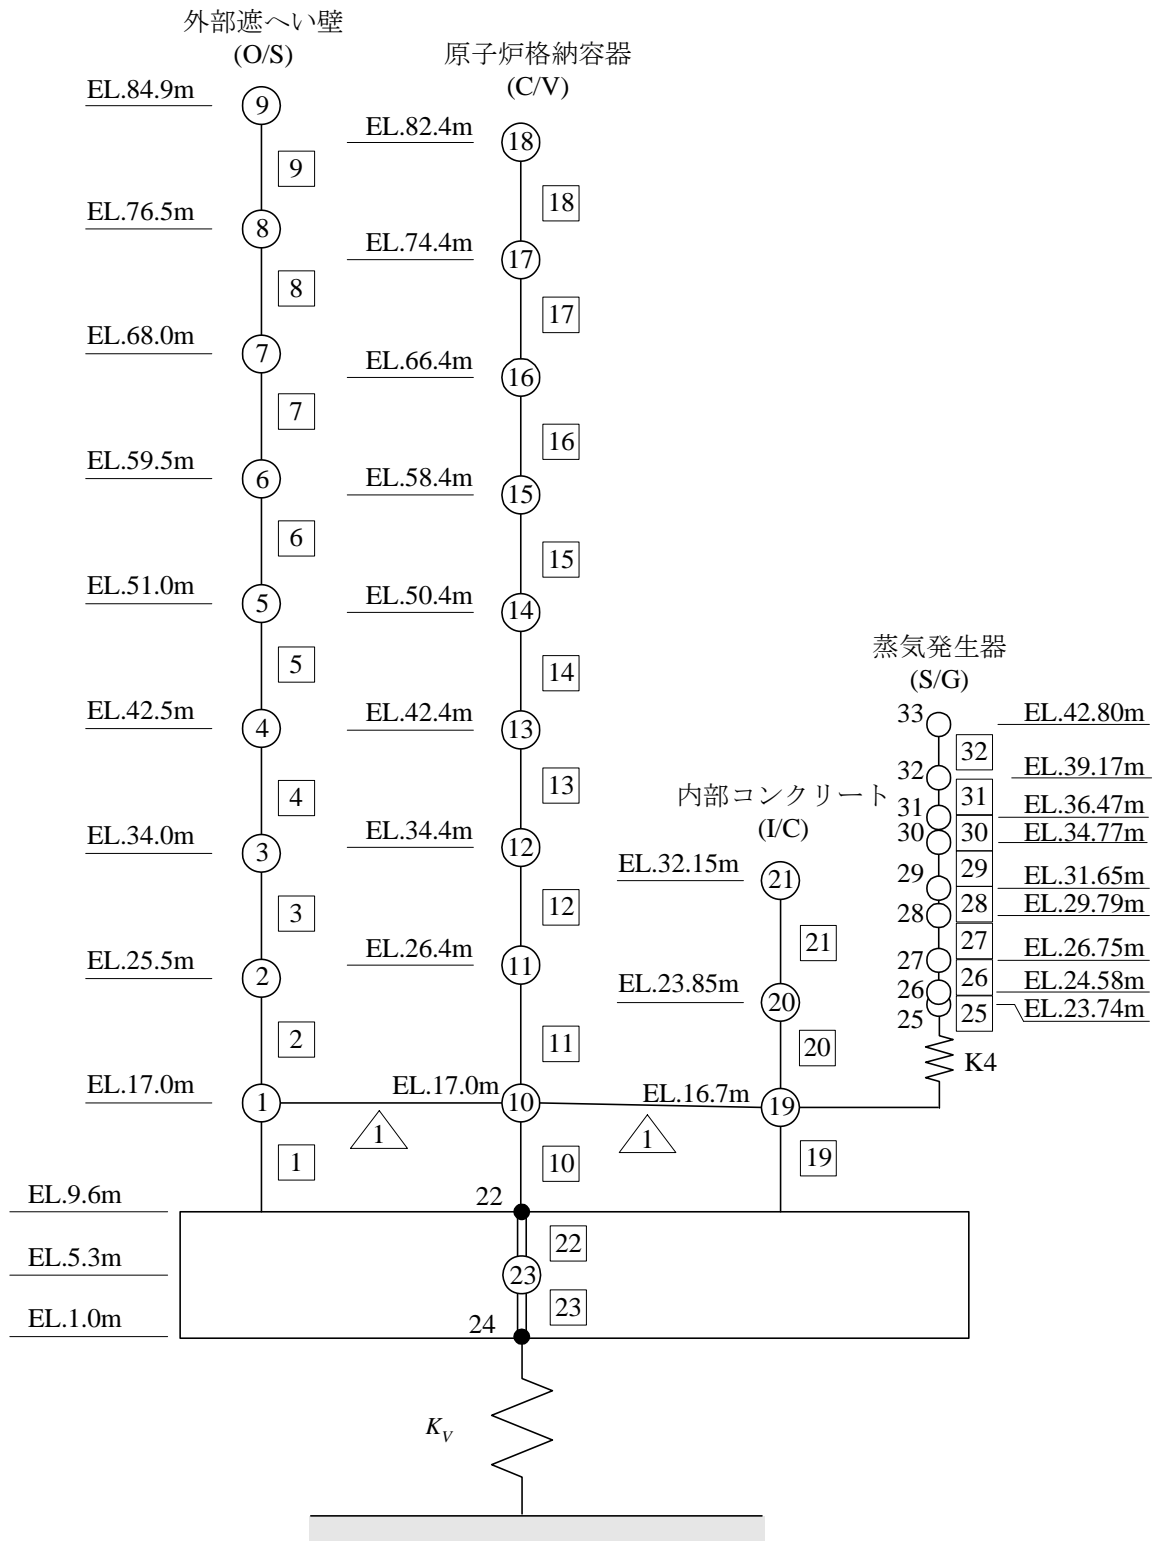 外部遮へい壁
(O/S)
EL.84.9m
9
9
EL.76.5m
8
8
EL.68.0m
7
7
EL.59.5m
6
6
EL.51.0m
5
5
EL.42.5m
4
4
EL.34.0m
3
3
EL.25.5m
2
2
EL.17.0m
1
1
1
原子炉格納容器
(C/V)
EL.82.4m
18
18
EL.74.4m
17
17
EL.66.4m
16
16
EL.58.4m
15
15
EL.50.4m
14
14
EL.42.4m
13
13
EL.34.4m
12
12
EL.26.4m
11
11
EL.17.0m
10
10
1
内部コンクリート
(I/C)
EL.32.15m
21
21
EL.23.85m
20
20
EL.16.7m
19
19
蒸気発生器
(S/G)
33
EL.42.80m
32
32
EL.39.17m
31
31
EL.36.47m
30
30
EL.34.77m
29
29
EL.31.65m
28
28
EL.29.79m
27
27
EL.26.75m
26
26
EL.24.58m
25
25
EL.23.74m
K4
EL.9.6m
22
22
EL.5.3m
23
23
EL.1.0m
24
KV